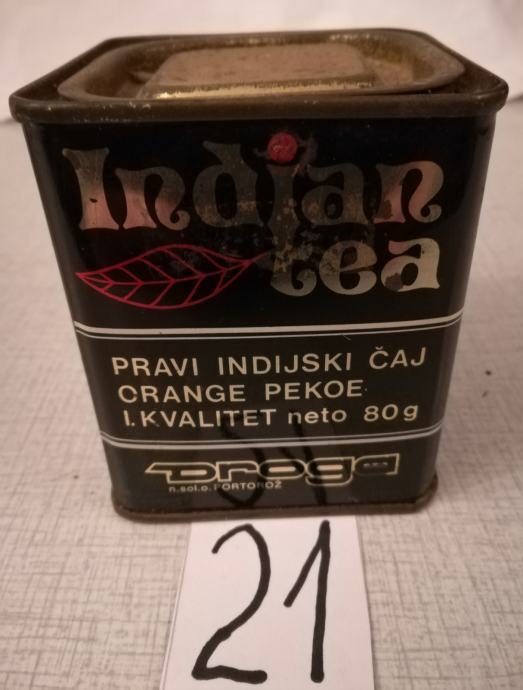 Indian
tea
PRAVI INDIJSKI ČAJ
ORANGE PEKOE
I. KVALITET neto 80g
Droga
n.sol.o. PORTOROŽ
21